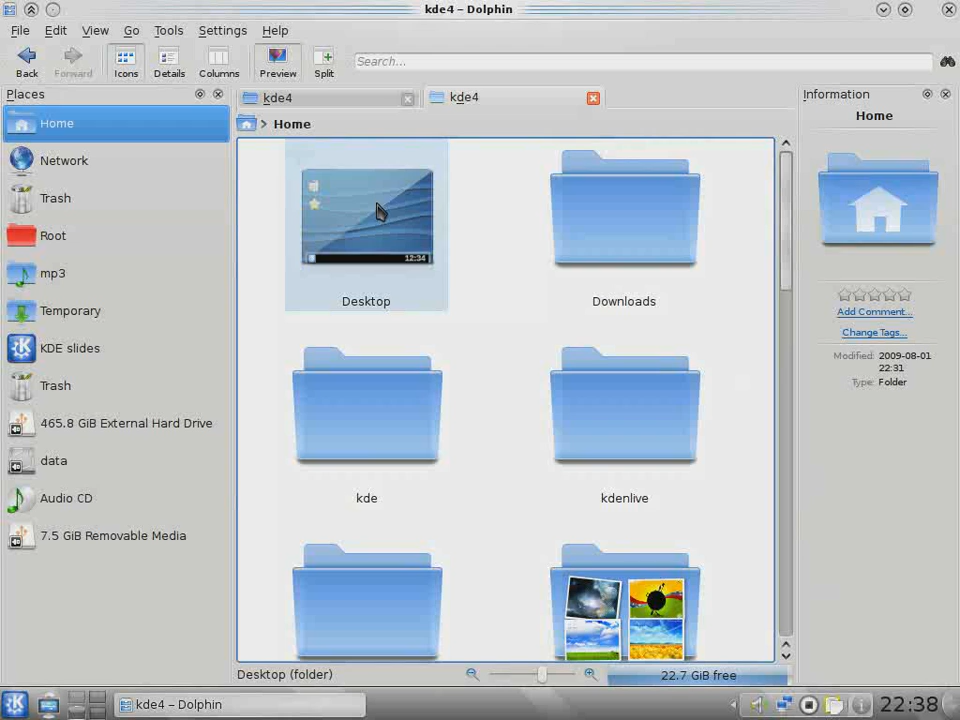 kde4 – Dolphin
File Edit View Go Tools Settings Help
Back Forward Icons Details Columns Preview Split Search...
Places
Home
Network
Trash
Root
mp3
Temporary
KDE slides
Trash
465.8 GiB External Hard Drive
data
Audio CD
7.5 GiB Removable Media
kde4 kde4
> Home
12:34
Desktop Downloads
kde kdenlive
Desktop (folder) 22.7 GiB free
Information
Home
Add Comment...
Change Tags...
Modified: 2009-08-01
22:31
Type: Folder
kde4 – Dolphin 22:38